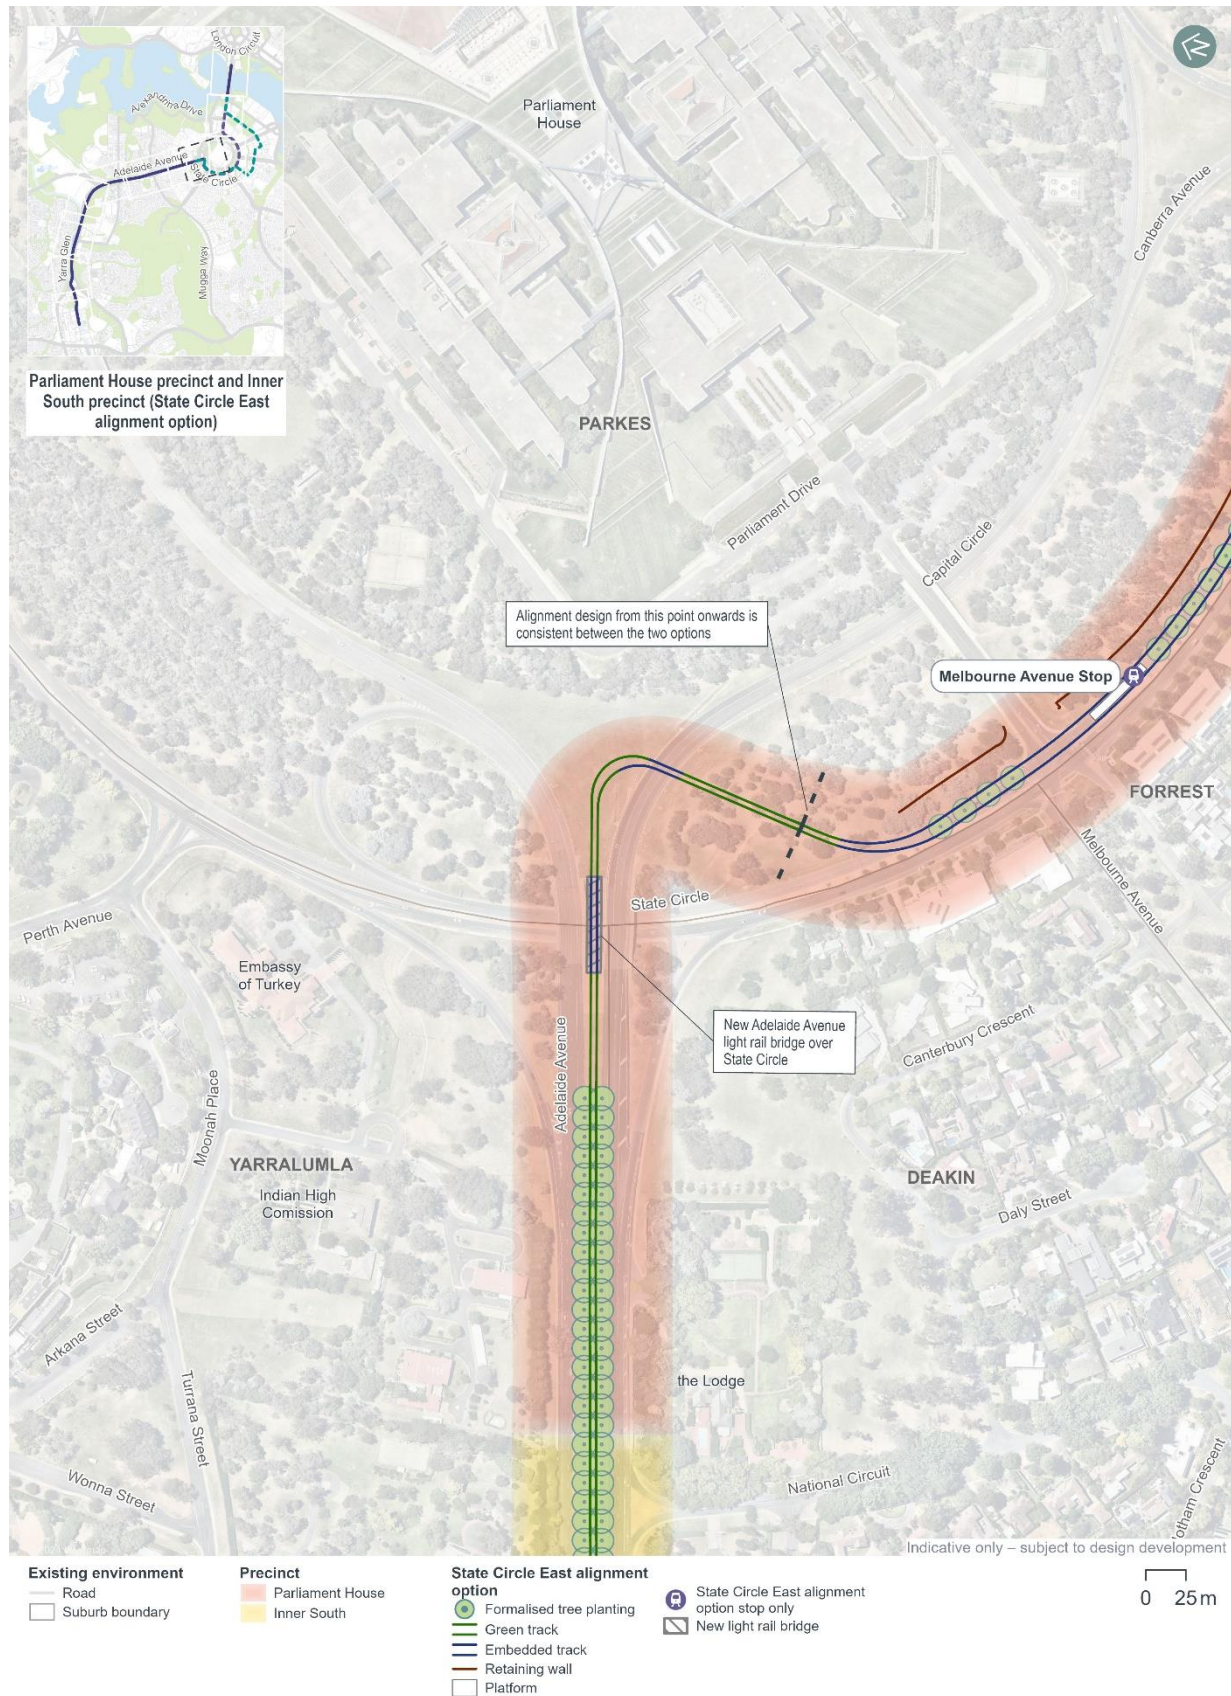 London Circuit
Alexandrina Drive
Adelaide Avenue
State Circle
Yarra Glen
Mugga Way
Parliament House precinct and Inner
South precinct (State Circle East
alignment option)
N
Parliament
House
Canberra Avenue
PARKES
Parliament Drive
Capital Circle
Alignment design from this point onwards is
consistent between the two options
Melbourne Avenue Stop
FORREST
Melbourne Avenue
State Circle
Perth Avenue
Embassy
of Turkey
New Adelaide Avenue
light rail bridge over
State Circle
Canterbury Crescent
Adelaide Avenue
Moonah Place
YARRALUMLA
Indian High
Comission
DEAKIN
Daly Street
Arkana Street
Turrana Street
the Lodge
Wonna Street
National Circuit
otham Crescent
Indicative only – subject to design development
Existing environment
Road
Suburb boundary
Precinct
Parliament House
Inner South
State Circle East alignment
option
Formalised tree planting
Green track
Embedded track
Retaining wall
Platform
State Circle East alignment
option stop only
New light rail bridge
0 25 m